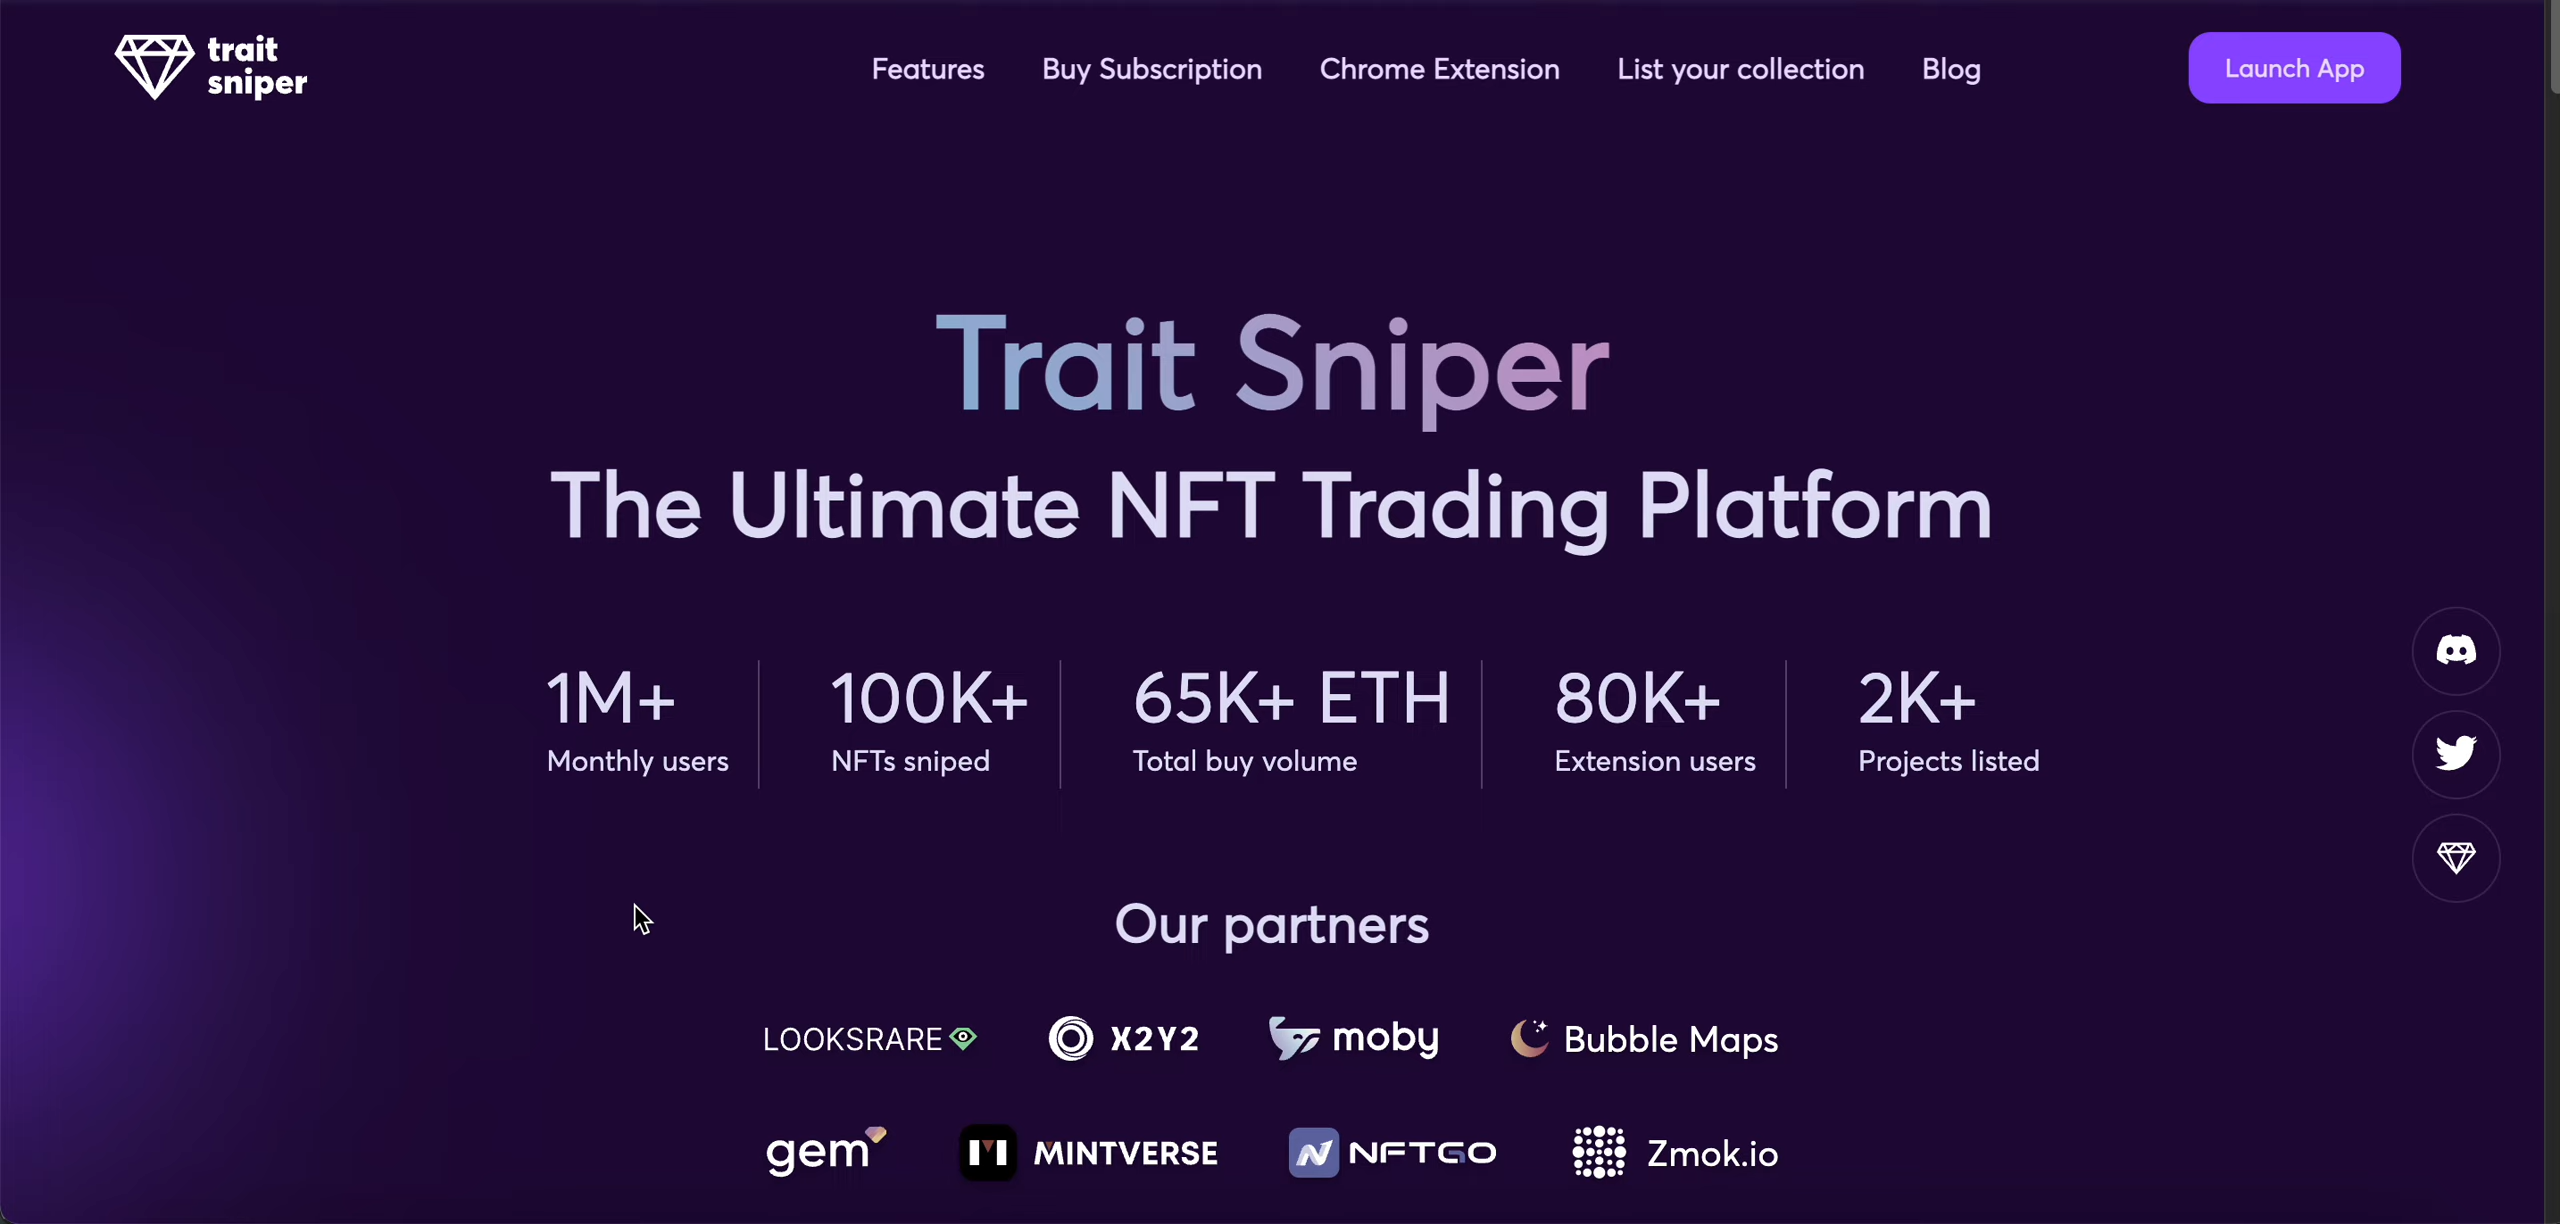 trait
sniper
Features
Buy Subscription
Chrome Extension
List your collection
Blog
Launch App
Trait Sniper
The Ultimate NFT Trading Platform
1M+
Monthly users
100K+
NFTs sniped
65K+ ETH
Total buy volume
80K+
Extension users
2K+
Projects listed
Our partners
LOOKSRARE
X2Y2
moby
Bubble Maps
gem
MINTVERSE
NFTGO
Zmok.io